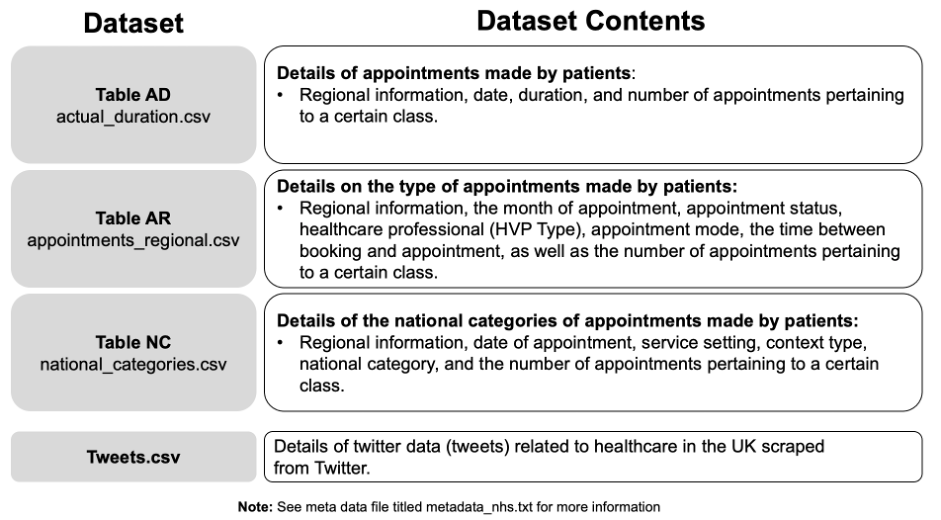 Dataset
Dataset Contents
Table AD
actual_duration.csv
Details of appointments made by patients:
• Regional information, date, duration, and number of appointments pertaining
to a certain class.
Table AR
appointments_regional.csv
Details on the type of appointments made by patients:
• Regional information, the month of appointment, appointment status,
healthcare professional (HVP Type), appointment mode, the time between
booking and appointment, as well as the number of appointments pertaining
to a certain class.
Table NC
national_categories.csv
Details of the national categories of appointments made by patients:
• Regional information, date of appointment, service setting, context type,
national category, and the number of appointments pertaining to a certain
class.
Tweets.csv
Details of twitter data (tweets) related to healthcare in the UK scraped
from Twitter.
Note: See meta data file titled metadata_nhs.txt for more information